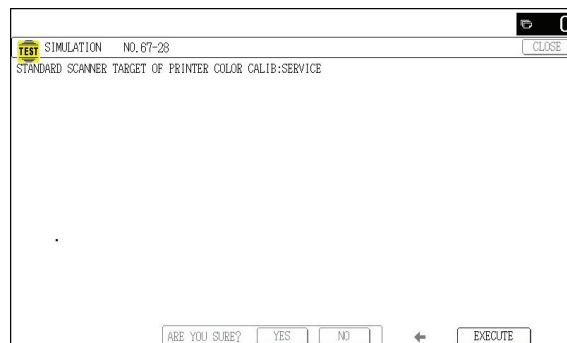 TEST SIMULATION NO.67-28 CLOSE
STANDARD SCANNER TARGET OF PRINTER COLOR CALIB:SERVICE
ARE YOU SURE? YES NO EXECUTE